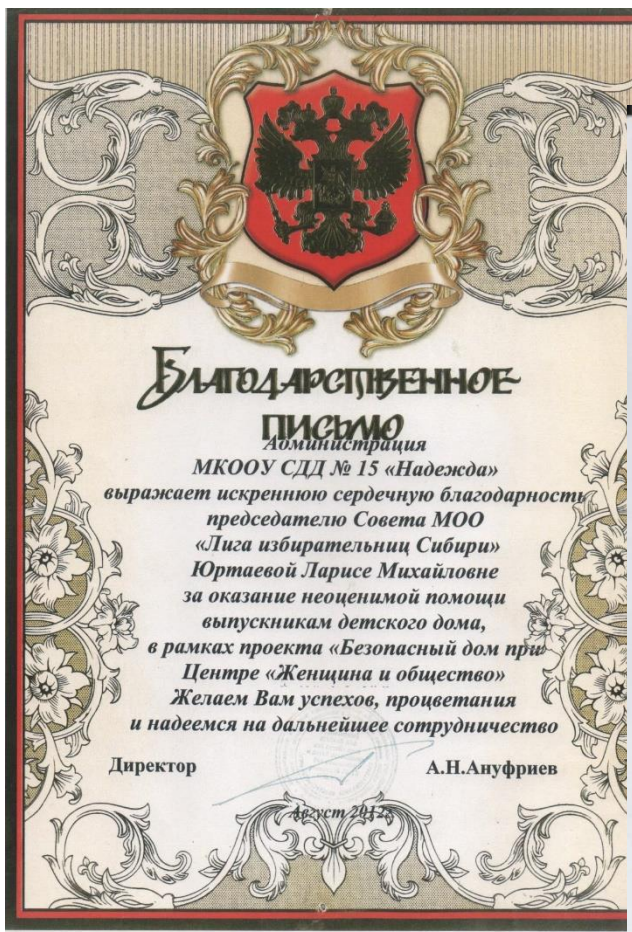 Благодарственное
письмо
Администрация
МКООУ СДД № 15 «Надежда»
выражает искреннюю сердечную благодарность
председателю Совета МОО
«Лига избирательниц Сибири»
Юртаевой Ларисе Михайловне
за оказание неоценимой помощи
выпускникам детского дома,
в рамках проекта «Безопасный дом при
Центре «Женщина и общество»
Желаем Вам успехов, процветания
и надеемся на дальнейшее сотрудничество
Директор А.Н.Ануфриев
Август 2012г